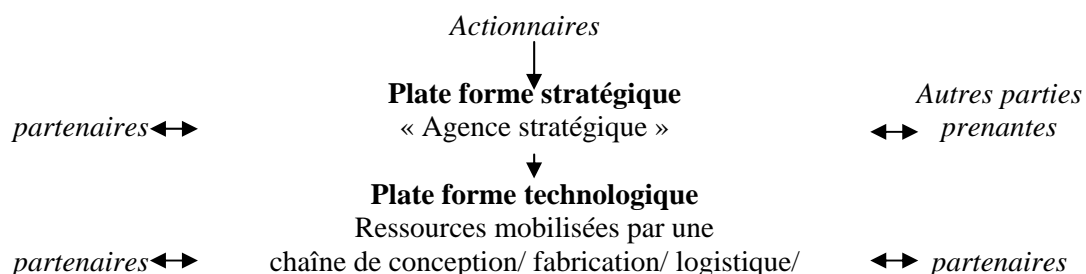 Actionnaires
Plate forme stratégique
Autres parties
partenaires « Agence stratégique » prenantes
Plate forme technologique
Ressources mobilisées par une
partenaires chaîne de conception/ fabrication/ logistique/ partenaires